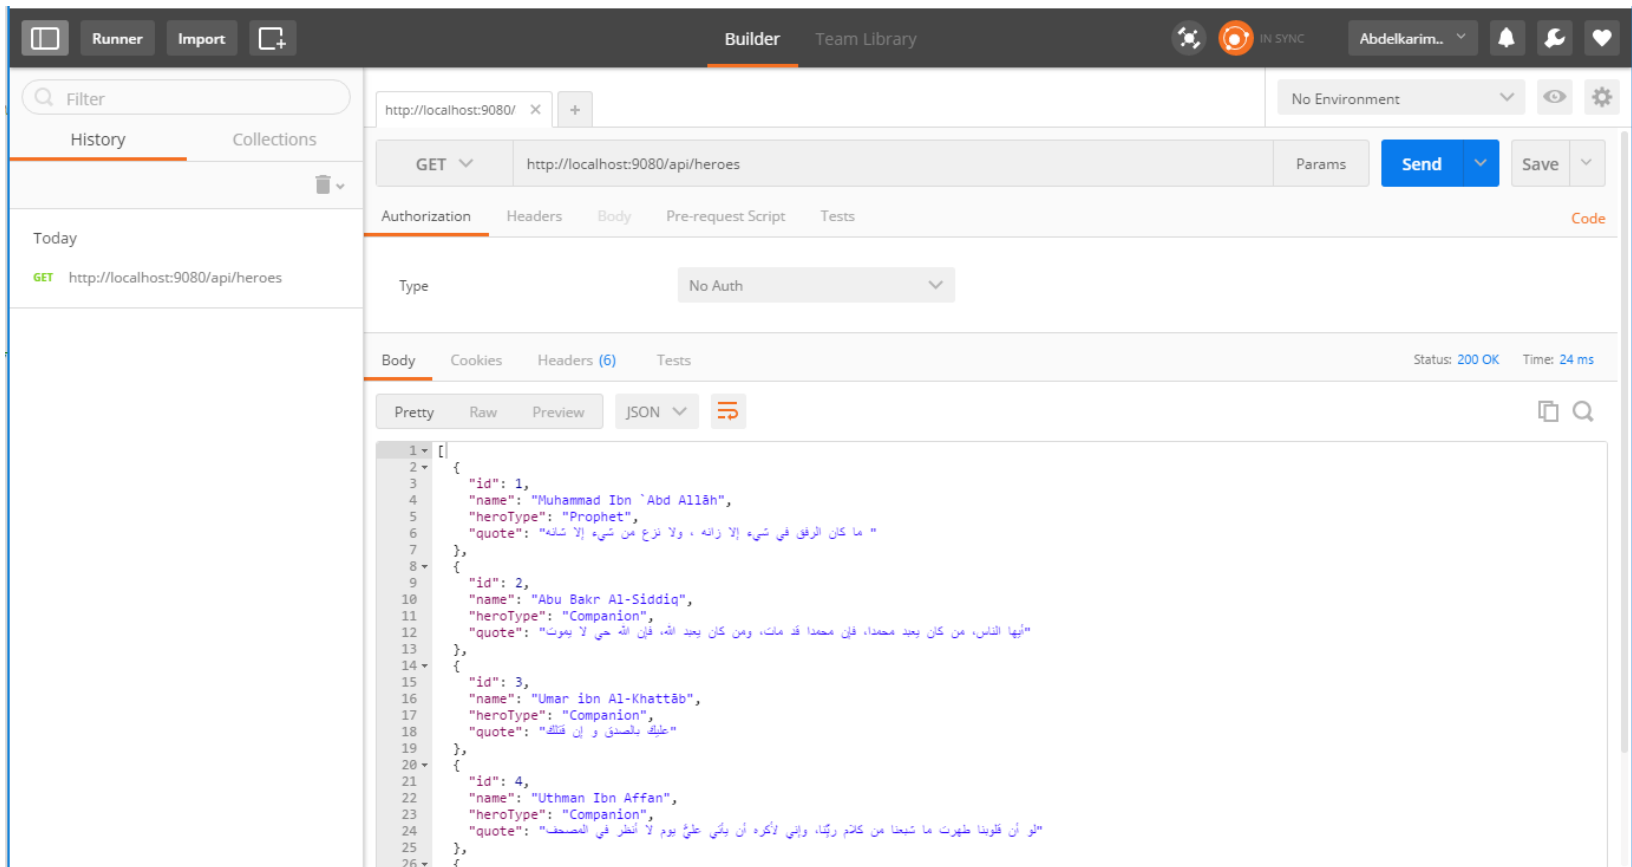 Runner Import Builder Team Library IN SYNC Abdelkarim..
Filter
History Collections
Today
GET http://localhost:9080/api/heroes
http://localhost:9080/
No Environment
GET http://localhost:9080/api/heroes Params Send Save
Authorization Headers Body Pre-request Script Tests Code
Type No Auth
Body Cookies Headers (6) Tests Status: 200 OK Time: 24 ms
Pretty Raw Preview JSON
1 [
2 {
3 "id": 1,
4 "name": "Muhammad Ibn `Abd Allāh",
5 "heroType": "Prophet",
6 "quote": "ما كان الرفق في شيء إلا زانه ، ولا نزع من شيء إلا شانه "
7 },
8 {
9 "id": 2,
10 "name": "Abu Bakr Al-Siddiq",
11 "heroType": "Companion",
12 "quote": "أيها الناس، من كان يعبد محمدا، فإن محمدا قد مات، ومن كان يعبد الله، فإن الله حي لا يموت"
13 },
14 {
15 "id": 3,
16 "name": "Umar ibn Al-Khattāb",
17 "heroType": "Companion",
18 "quote": "عليك بالصدق و إن قتلك"
19 },
20 {
21 "id": 4,
22 "name": "Uthman Ibn Affan",
23 "heroType": "Companion",
24 "quote": "لو أن قلوبنا طهرت ما شبعنا من كلام ربِّنا، وإني لأكره أن يأتي عليَّ يوم لا أنظر في المصحف"
25 },
26 {